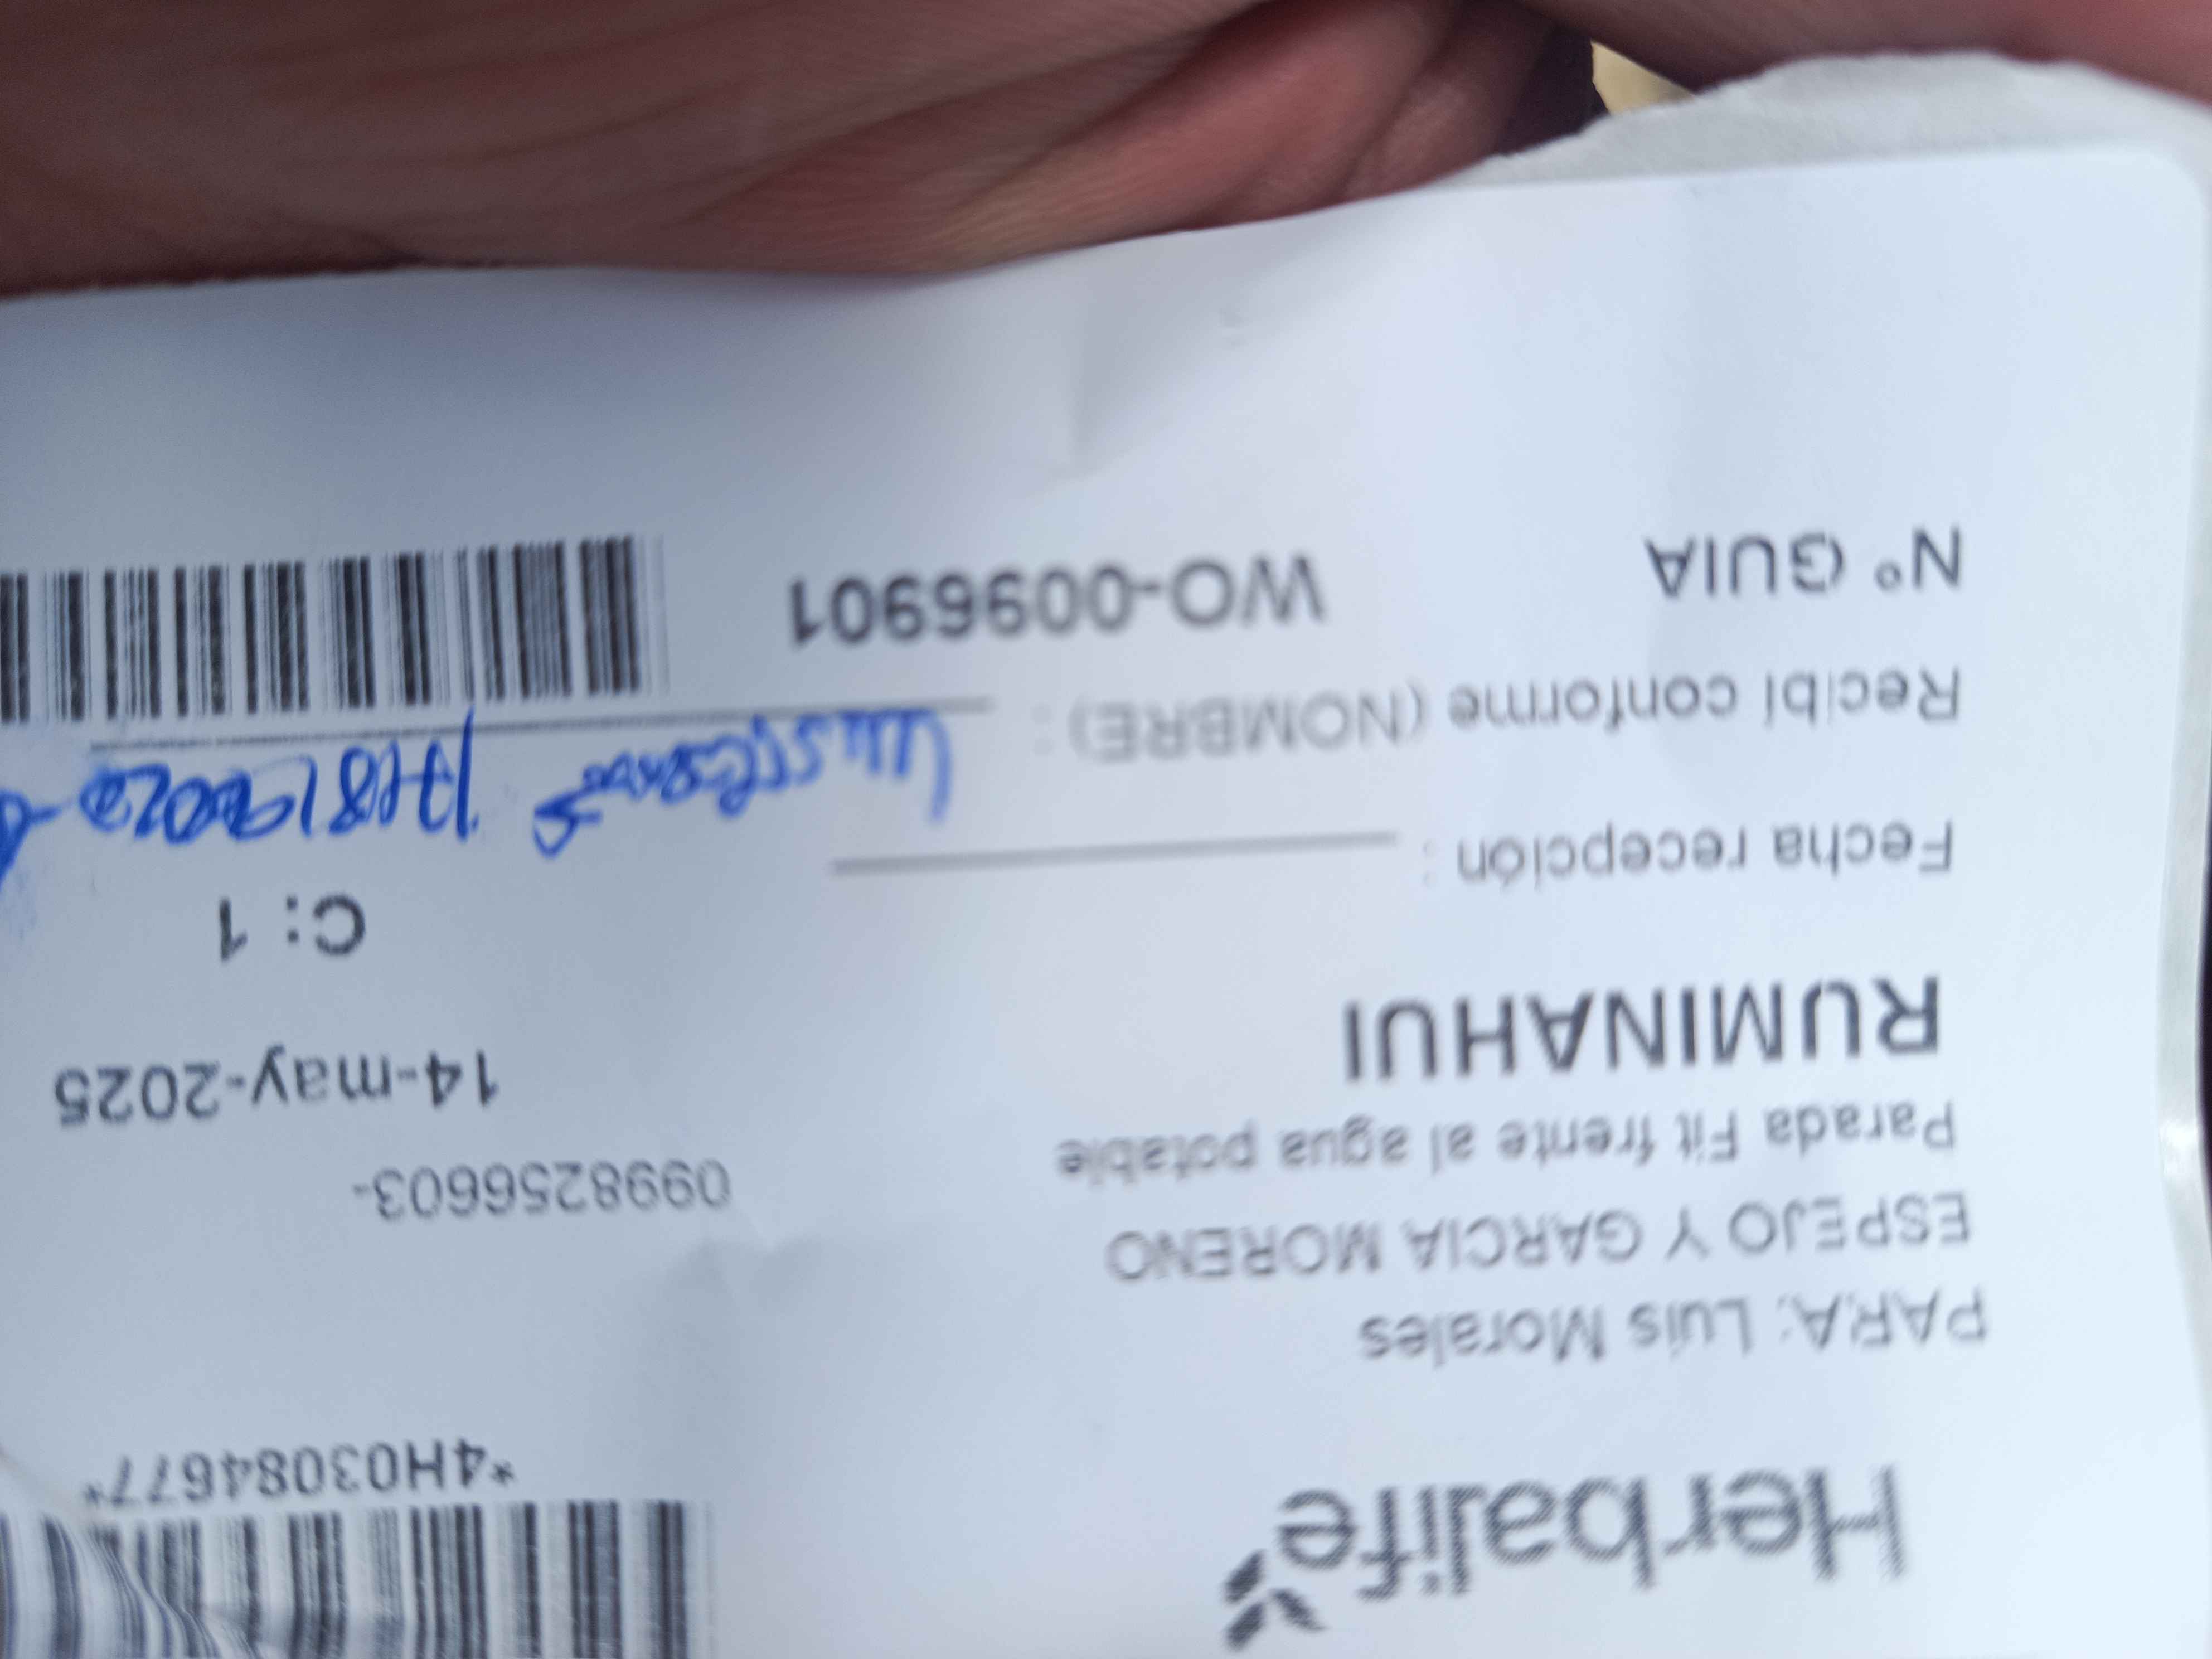 Herbalife
*4H03084677*
PARA: Luis Morales
ESPEJO Y GARCIA MORENO
0998256603-
Parada Fit frente al agua potable
RUMINAHUI
14-may-2025
C: 1
Fecha recepción :
Recibí conforme (NOMBRE) :
N° GUIA WO-0096901